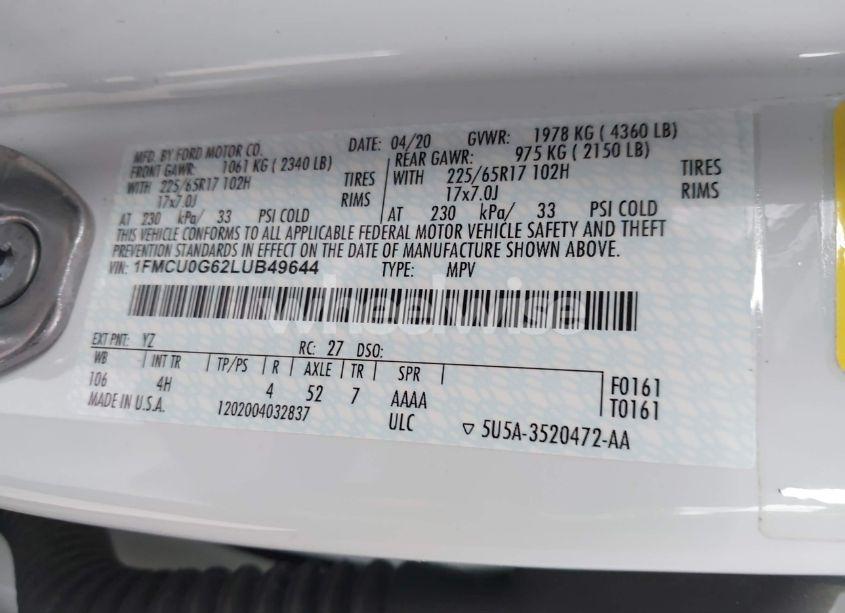 MFD. BY FORD MOTOR CO. DATE: 04/20 GVWR: 1978 KG ( 4360 LB)
FRONT GAWR: 1061 KG ( 2340 LB) REAR GAWR: 975 KG ( 2150 LB)
WITH 225/65R17 102H TIRES WITH 225/65R17 102H TIRES
17x7.0J RIMS 17x7.0J RIMS
AT 230 kPa/ 33 PSI COLD AT 230 kPa/ 33 PSI COLD
THIS VEHICLE CONFORMS TO ALL APPLICABLE FEDERAL MOTOR VEHICLE SAFETY AND THEFT
PREVENTION STANDARDS IN EFFECT ON THE DATE OF MANUFACTURE SHOWN ABOVE.
VIN: 1FMCU0G62LUB49644 TYPE: MPV
wheelwise
EXT PNT: YZ RC: 27 DSO:
WB INT TR TP/PS R AXLE TR SPR
106 4H 4 52 7 AAAA F0161
MADE IN U.S.A. 1202004032837 ULC T0161
▽ 5U5A-3520472-AA